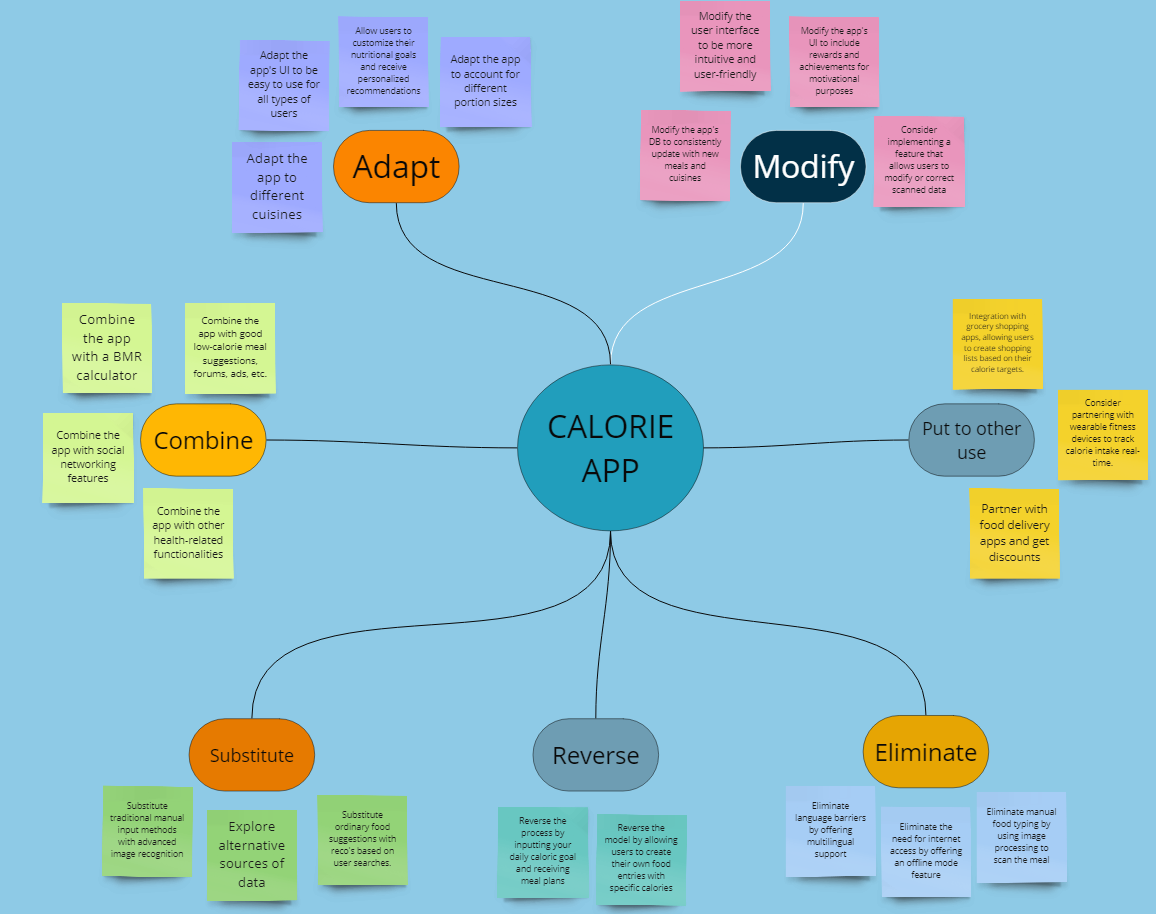 Adapt the
app's UI to be
easy to use for
all types of
users
Allow users to
customize their
nutritional goals
and receive
personalized
recommendations
Adapt the app
to account for
different
portion sizes
Adapt the
app to
different
cuisines
Adapt
Modify the
user interface
to be more
intuitive and
user-friendly
Modify the app's
UI to include
rewards and
achievements for
motivational
purposes
Modify the app's
DB to consistently
update with new
meals and
cuisines
Modify
Consider
implementing a
feature that
allows users to
modify or correct
scanned data
Combine
the app
with a BMR
calculator
Combine the
app with good
low-calorie meal
suggestions,
forums, ads, etc.
Combine the
app with social
networking
features
Combine
Combine the
app with other
health-related
functionalities
CALORIE
APP
Integration with
grocery shopping
apps, allowing users
to create shopping
lists based on their
calorie targets.
Put to other
use
Consider
partnering with
wearable fitness
devices to track
calorie intake real-
time.
Partner with
food delivery
apps and get
discounts
Substitute
Substitute
traditional manual
input methods
with advanced
image recognition
Explore
alternative
sources of
data
Substitute
ordinary food
suggestions with
reco's based on
user searches.
Reverse
Reverse the
process by
inputting your
daily caloric goal
and receiving
meal plans
Reverse the
model by allowing
users to create
their own food
entries with
specific calories
Eliminate
Eliminate
language barriers
by offering
multilingual
support
Eliminate the
need for internet
access by offering
an offline mode
feature
Eliminate manual
food typing by
using image
processing to
scan the meal